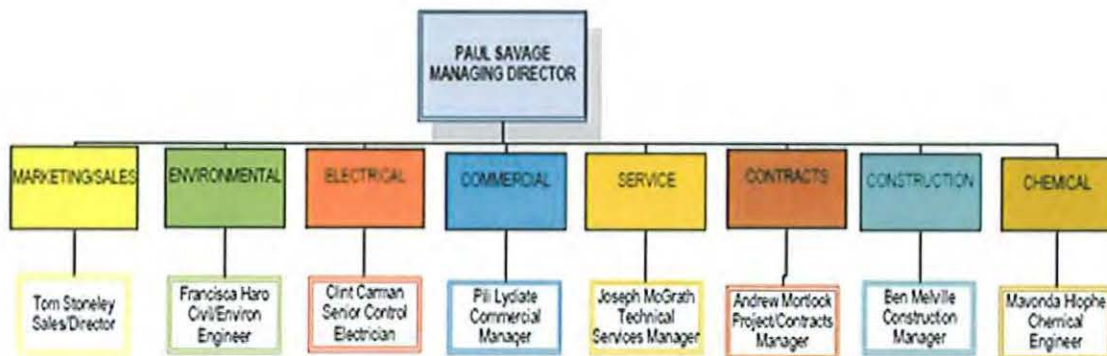 PAUL SAVAGE
MANAGING DIRECTOR
MARKETING/SALES
ENVIRONMENTAL
ELECTRICAL
COMMERCIAL
SERVICE
CONTRACTS
CONSTRUCTION
CHEMICAL
Tom Stoneley
Sales/Director
Francisca Haro
Civil/Environ
Engineer
Clint Carman
Senior Control
Electrician
Pili Lydiate
Commercial
Manager
Joseph McGrath
Technical
Services Manager
Andrew Mortlock
Project/Contracts
Manager
Ben Melville
Construction
Manager
Mavonda Hophe
Chemical
Engineer